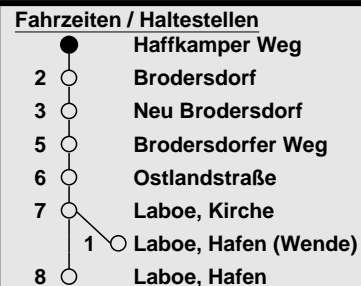 Fahrzeiten / Haltestellen
Haffkamper Weg
2 Brodersdorf
3 Neu Brodersdorf
5 Brodersdorfer Weg
6 Ostlandstraße
7 Laboe, Kirche
1 Laboe, Hafen (Wende)
8 Laboe, Hafen